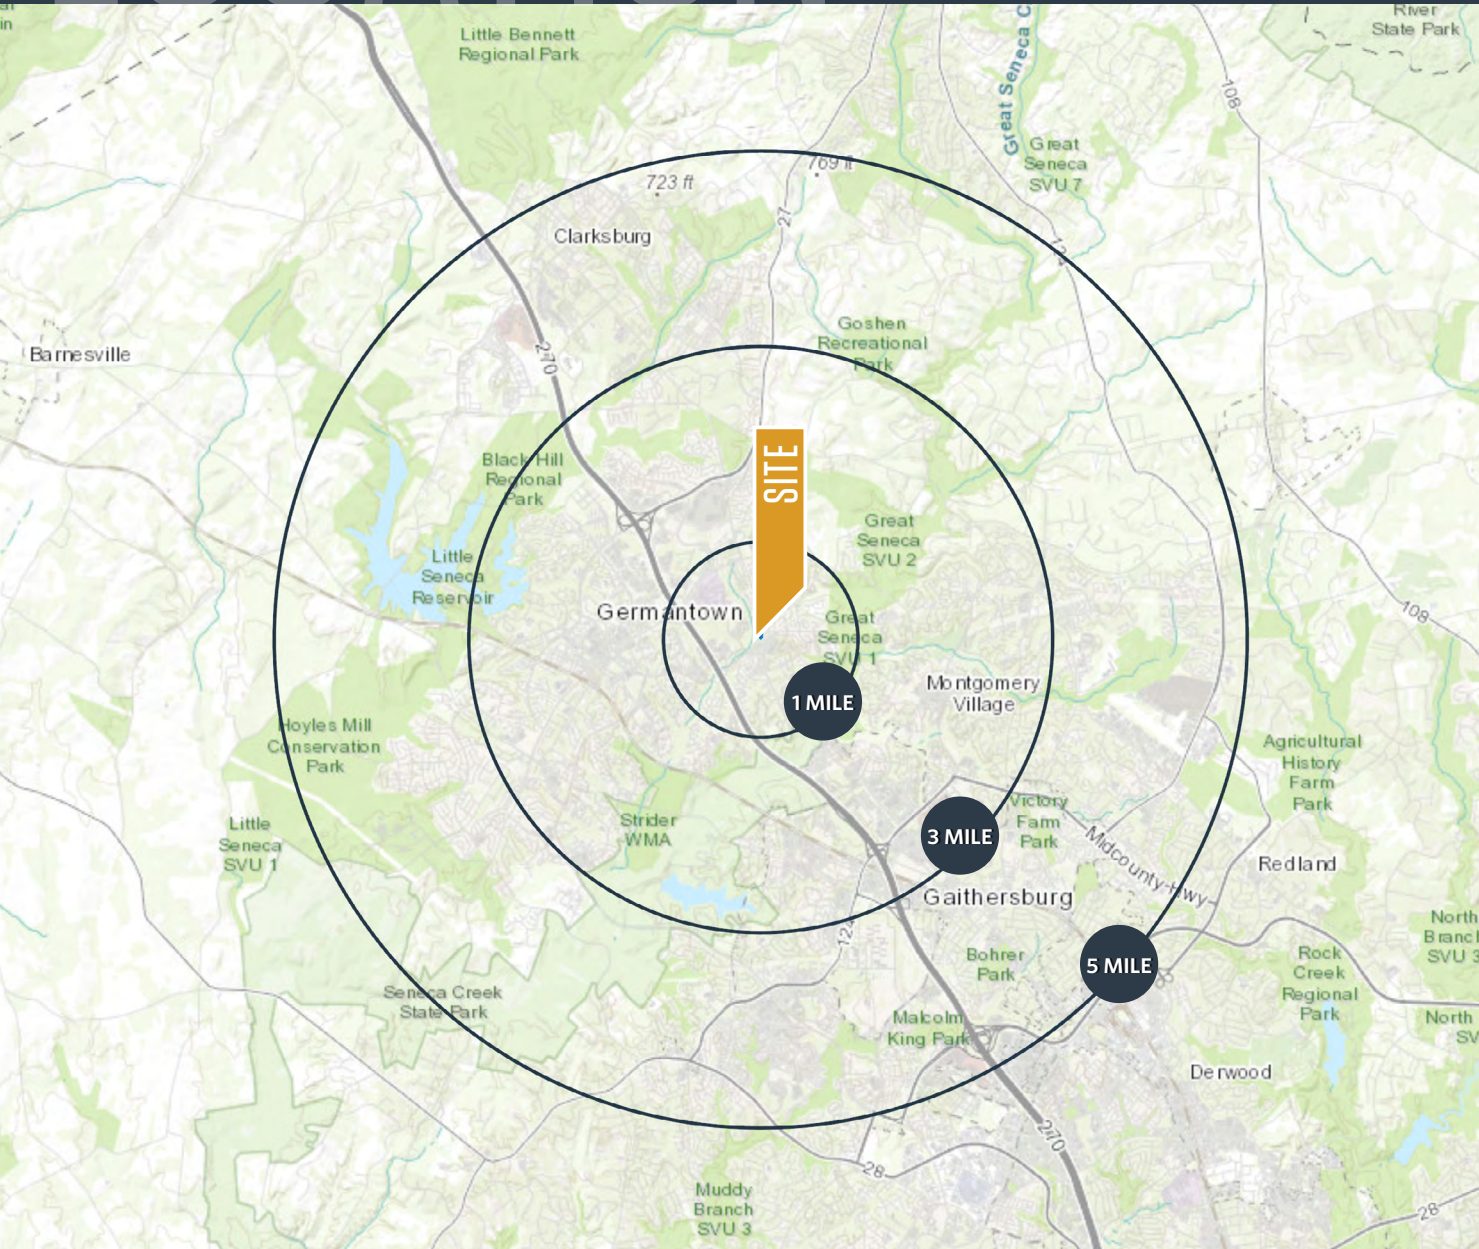 Little Bennett
Regional Park
River
State Park
Great Seneca C
108
Great
Seneca
SVU 7
769 ft
723 ft
27
Clarksburg
Goshen
Recreational
Park
Barnesville
270
SITE
Black Hill
Regional
Park
Great
Seneca
SVU 2
Little
Seneca
Reservoir
Germantown
108
Great
Seneca
SVU 1
1 MILE
Montgomery
Village
Hoyles Mill
Conservation
Park
Agricultural
History
Farm
Park
Little
Seneca
SVU 1
Strider
WMA
3 MILE
Victory
Farm
Park
Midcounty Hwy
Redland
Gaithersburg
North
Branch
SVU 3
Bohrer
Park
5 MILE
Rock
Creek
Regional
Park
Seneca Creek
State Park
Malcolm
King Park
North
SV
Derwood
270
28
Muddy
Branch
SVU 3
28